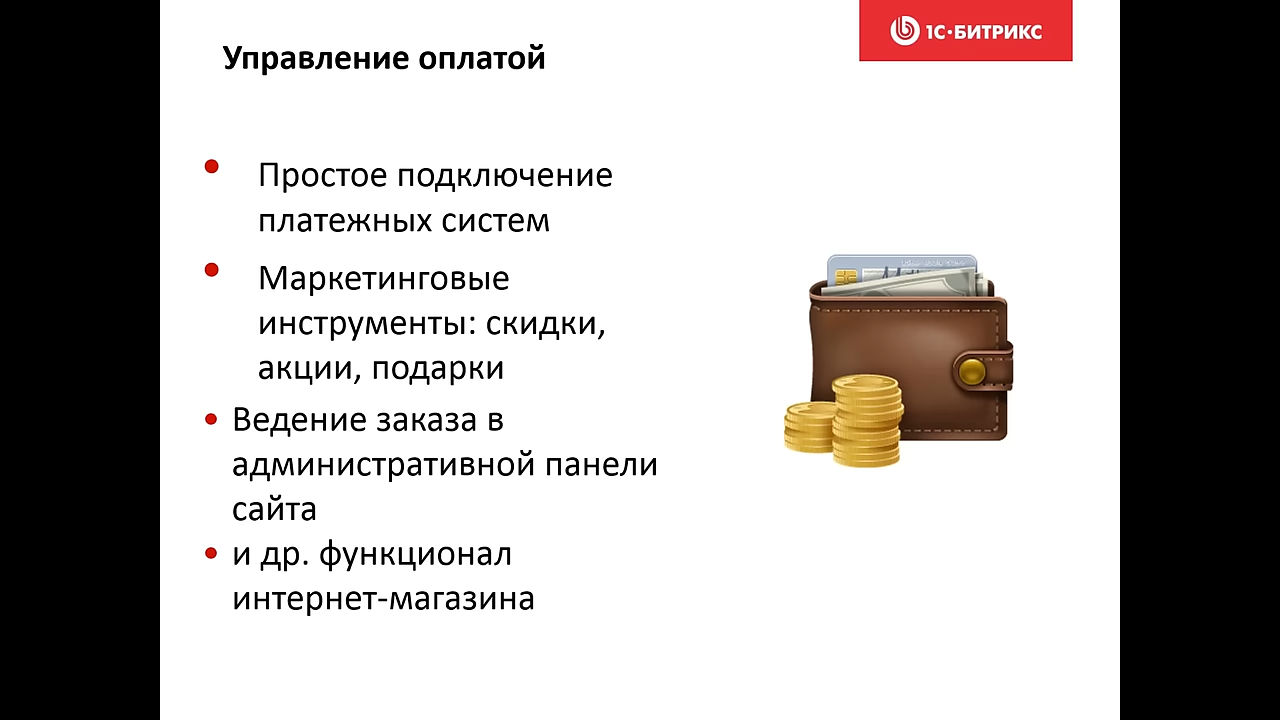 Управление оплатой
1С·БИТРИКС
Простое подключение
платежных систем
Маркетинговые
инструменты: скидки,
акции, подарки
Ведение заказа в
административной панели
сайта
и др. функционал
интернет-магазина